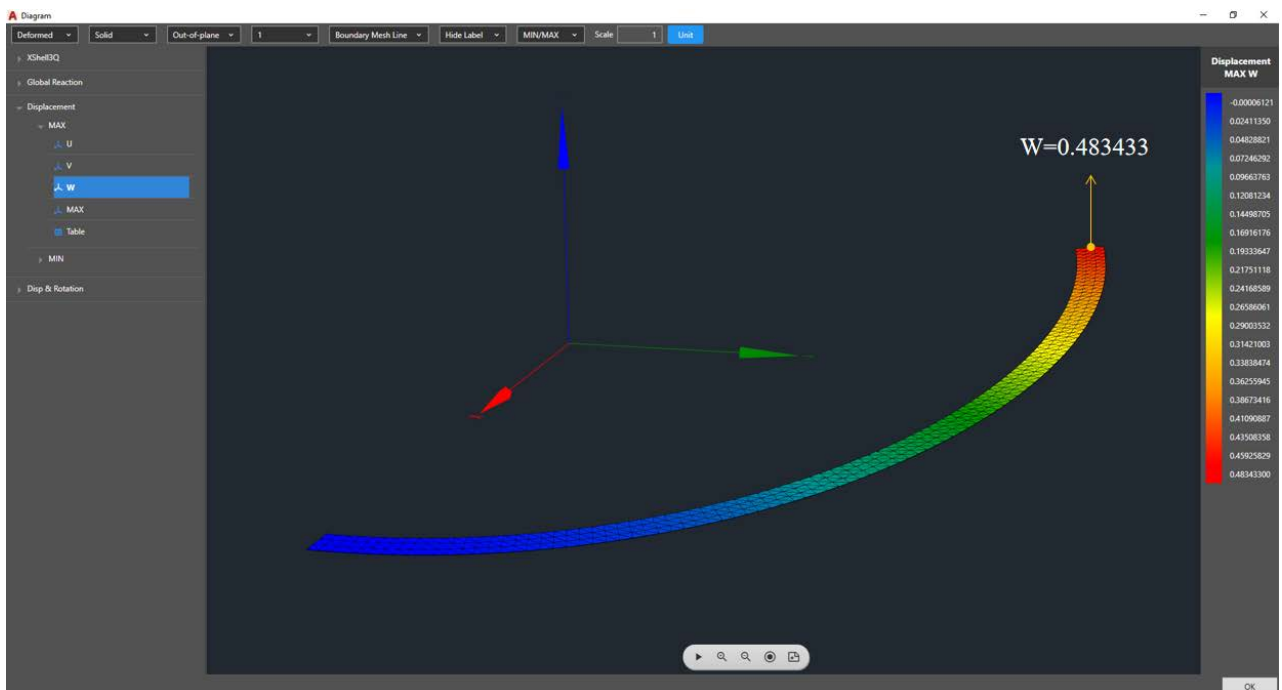 Diagram
Deformed Solid Out-of-plane 1 Boundary Mesh Line Hide Label MIN/MAX Scale 1 Unit
XShell3Q
Global Reaction
Displacement
MAX
U
V
W
MAX
Table
MIN
Disp & Rotation
W=0.483433
Displacement
MAX W
-0.00006121
0.02411350
0.04828821
0.07246292
0.09663763
0.12081234
0.14498705
0.16916176
0.19333647
0.21751118
0.24168589
0.26586061
0.29003532
0.31421003
0.33838474
0.36255945
0.38673416
0.41090887
0.43508358
0.45925829
0.48343300
OK